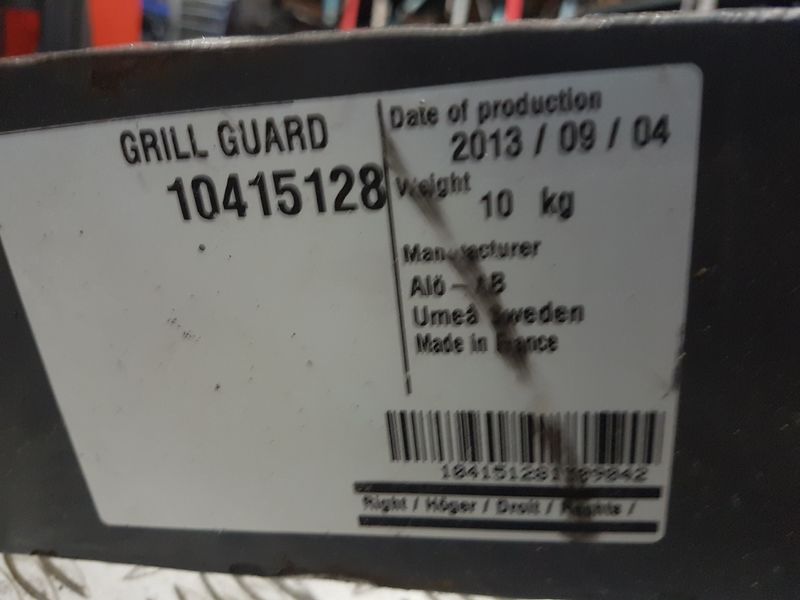 GRILL GUARD
10415128
Date of production
2013 / 09 / 04
Weight
10 kg
Manufacturer
Alö - AB
Umeå Sweden
Made in France
Right / Höger / Droit / Rechts /